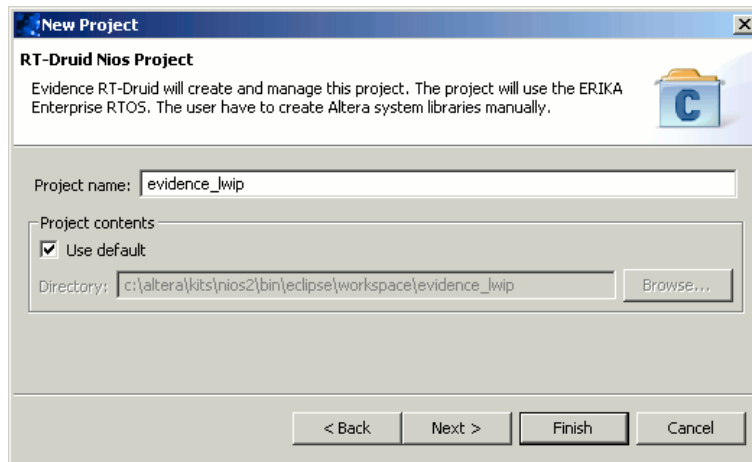 New Project
RT-Druid Nios Project
Evidence RT-Druid will create and manage this project. The project will use the ERIKA
Enterprise RTOS. The user have to create Altera system libraries manually.
C
Project name: evidence_lwip
Project contents
Use default
Directory: c:\altera\kits\nios2\bin\eclipse\workspace\evidence_lwip Browse...
< Back Next > Finish Cancel